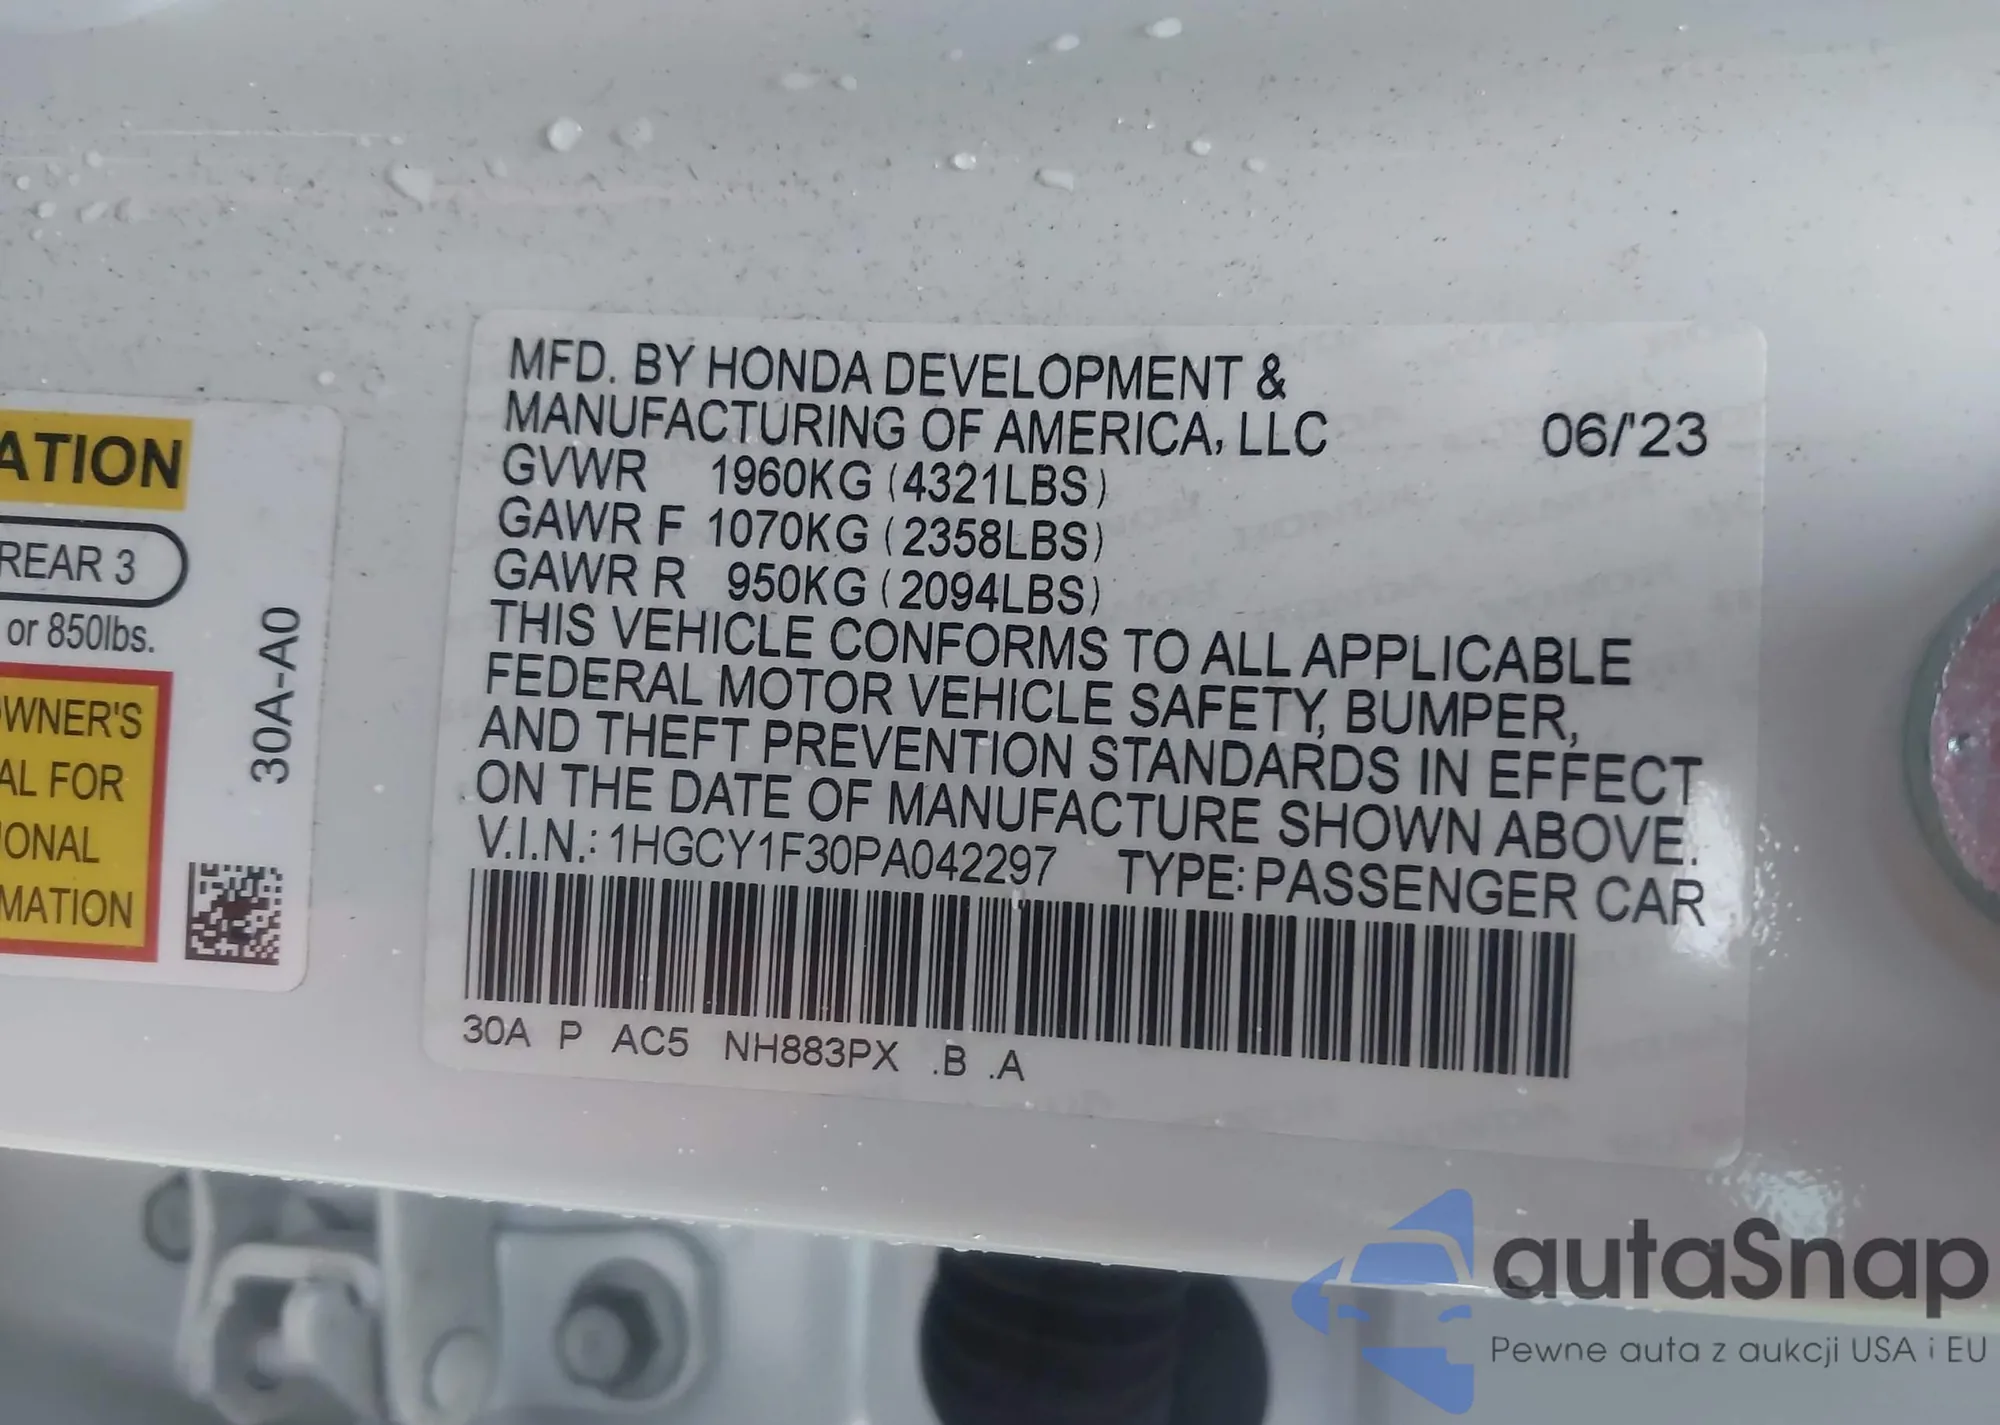 ATION
REAR 3
or 850lbs.
OWNER'S
AL FOR
IONAL
MATION
30A-A0
MFD. BY HONDA DEVELOPMENT &
MANUFACTURING OF AMERICA, LLC 06/'23
GVWR 1960KG (4321LBS)
GAWR F 1070KG (2358LBS)
GAWR R 950KG (2094LBS)
THIS VEHICLE CONFORMS TO ALL APPLICABLE
FEDERAL MOTOR VEHICLE SAFETY, BUMPER,
AND THEFT PREVENTION STANDARDS IN EFFECT
ON THE DATE OF MANUFACTURE SHOWN ABOVE.
V.I.N.: 1HGCY1F30PA042297 TYPE: PASSENGER CAR
30A P AC5 NH883PX .B .A
autaSnap
Pewne auta z aukcji USA i EU